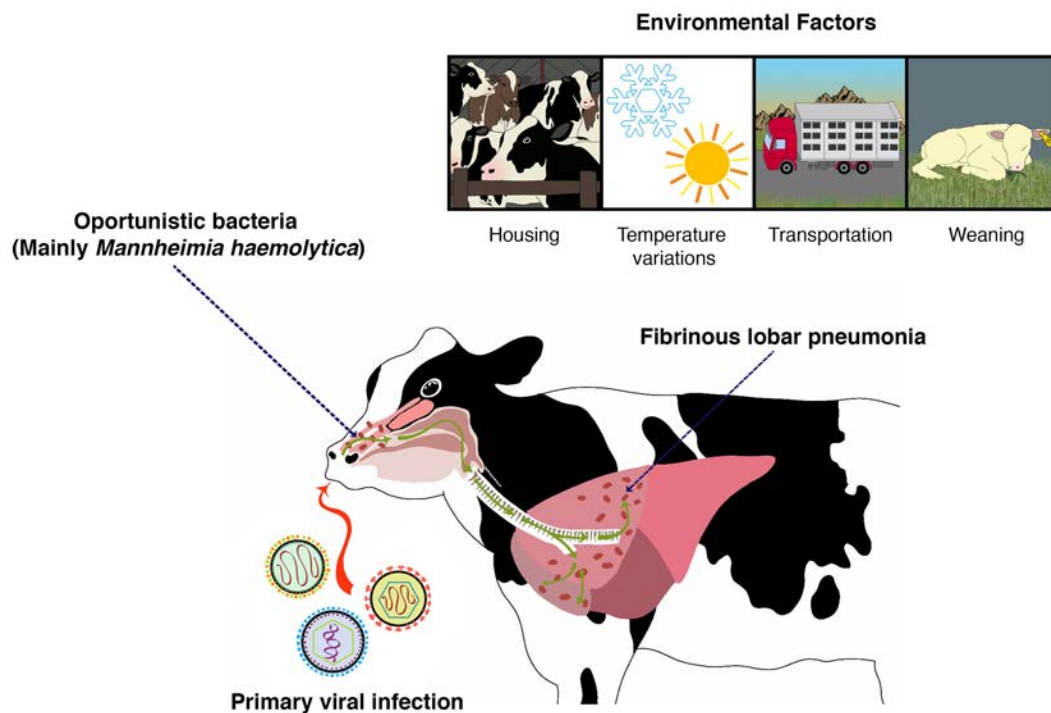 Environmental Factors
Housing
Temperature
variations
Transportation
Weaning
Oportunistic bacteria
(Mainly Mannheimia haemolytica)
Fibrinous lobar pneumonia
Primary viral infection